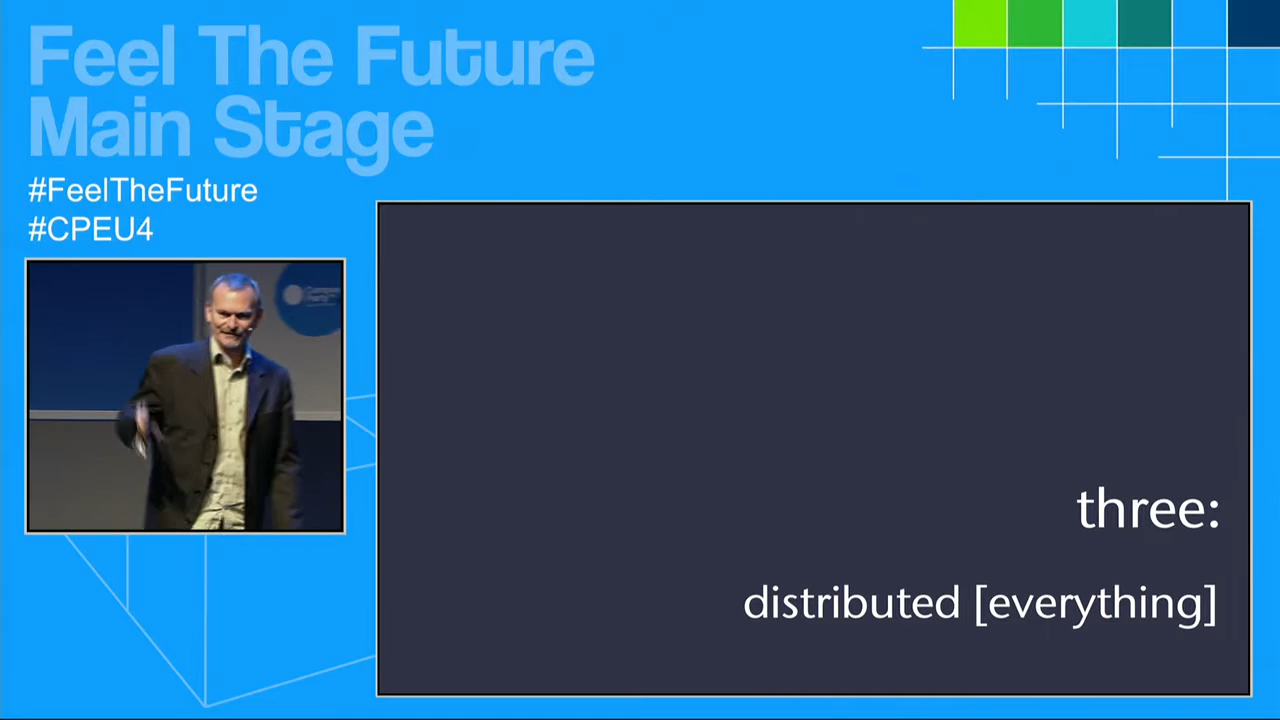 Feel The Future
Main Stage
#FeelTheFuture
#CPEU4
three:
distributed [everything]